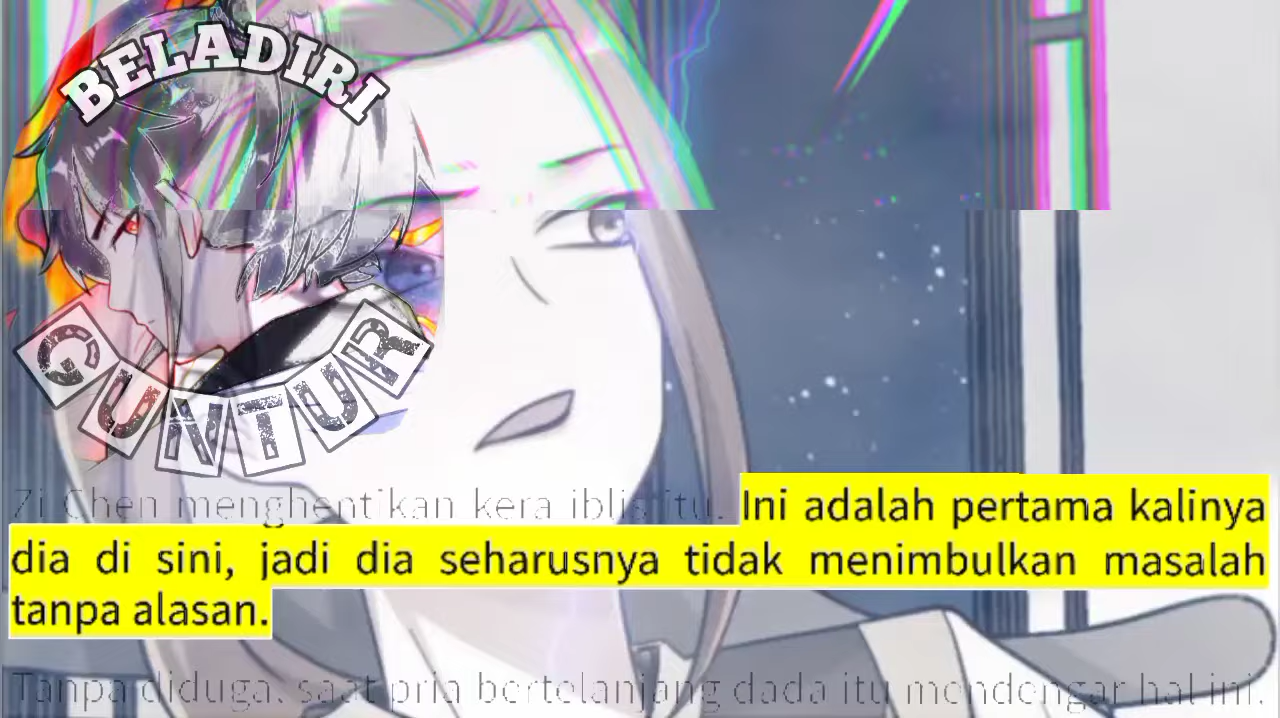 BELADIRI
GUNTUR
Zi Chen menghentikan kera iblis itu. Ini adalah pertama kalinya
dia di sini, jadi dia seharusnya tidak menimbulkan masalah
tanpa alasan.
Tanpa diduga, saat pria bertelanjang dada itu mendengar hal ini,